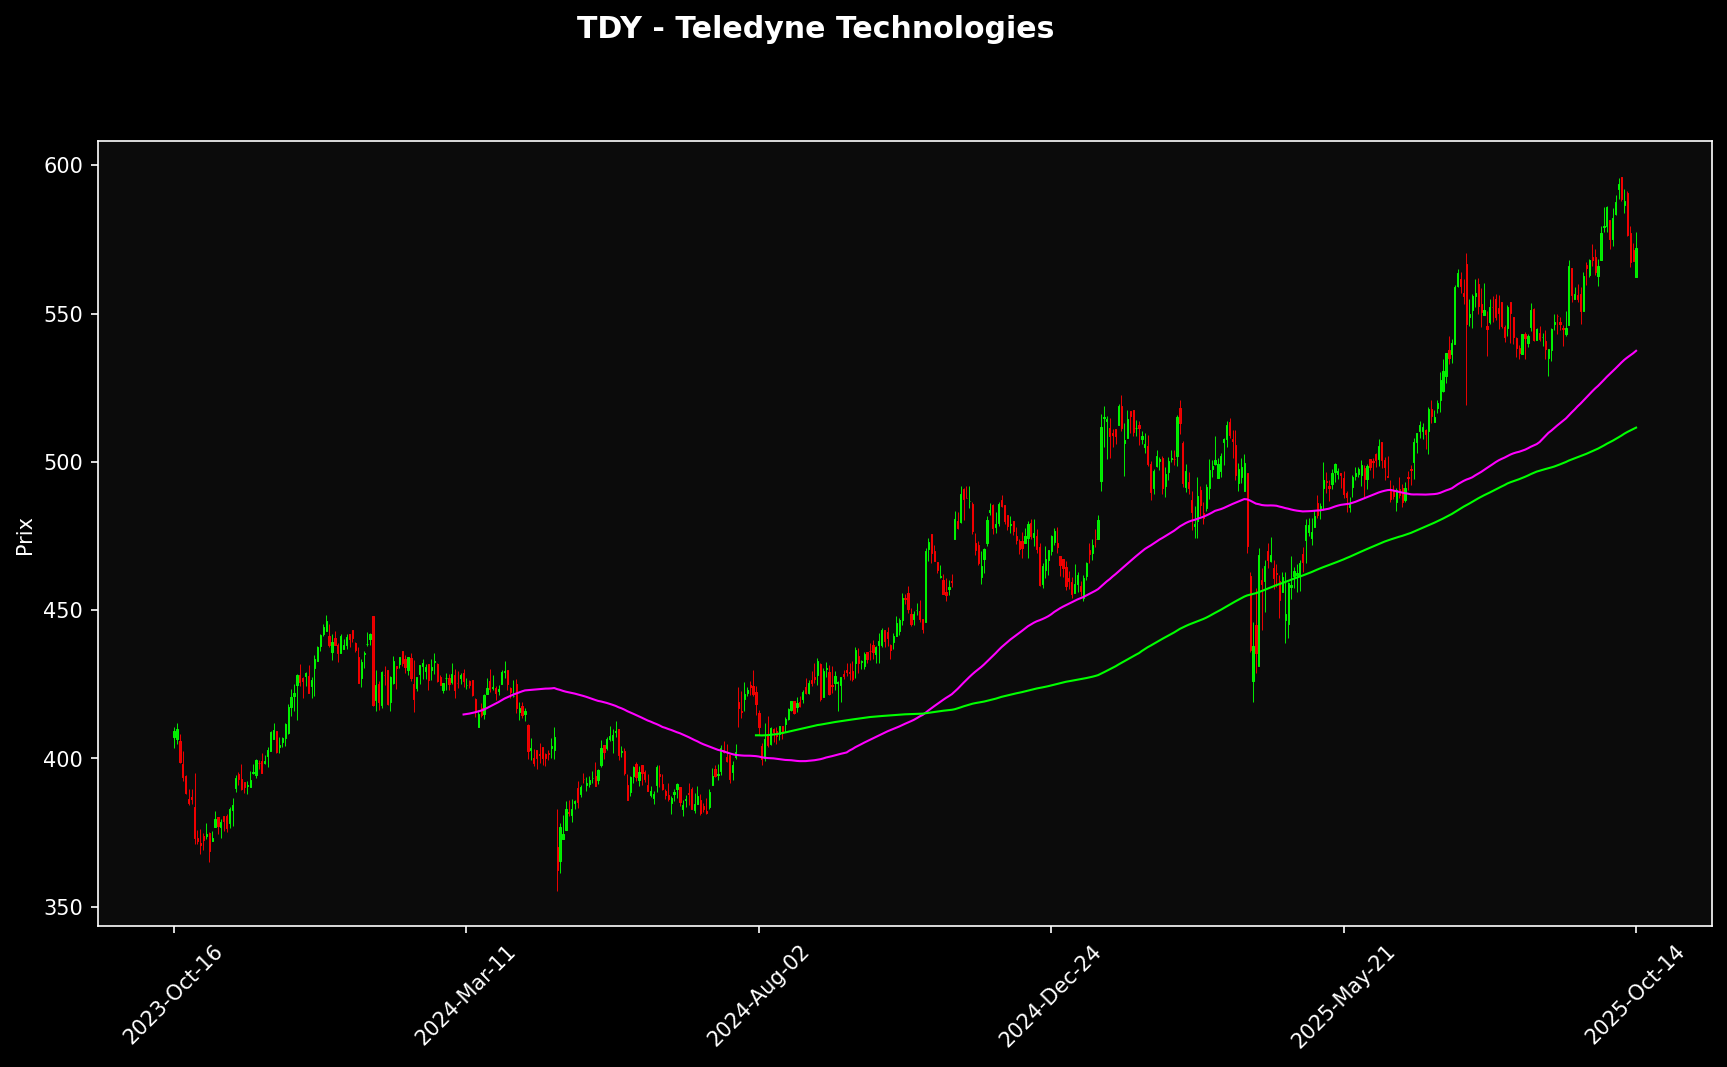 TDY - Teledyne Technologies
Prix
600
550
500
450
400
350
2023-Oct-16
2024-Mar-11
2024-Aug-02
2024-Dec-24
2025-May-21
2025-Oct-14